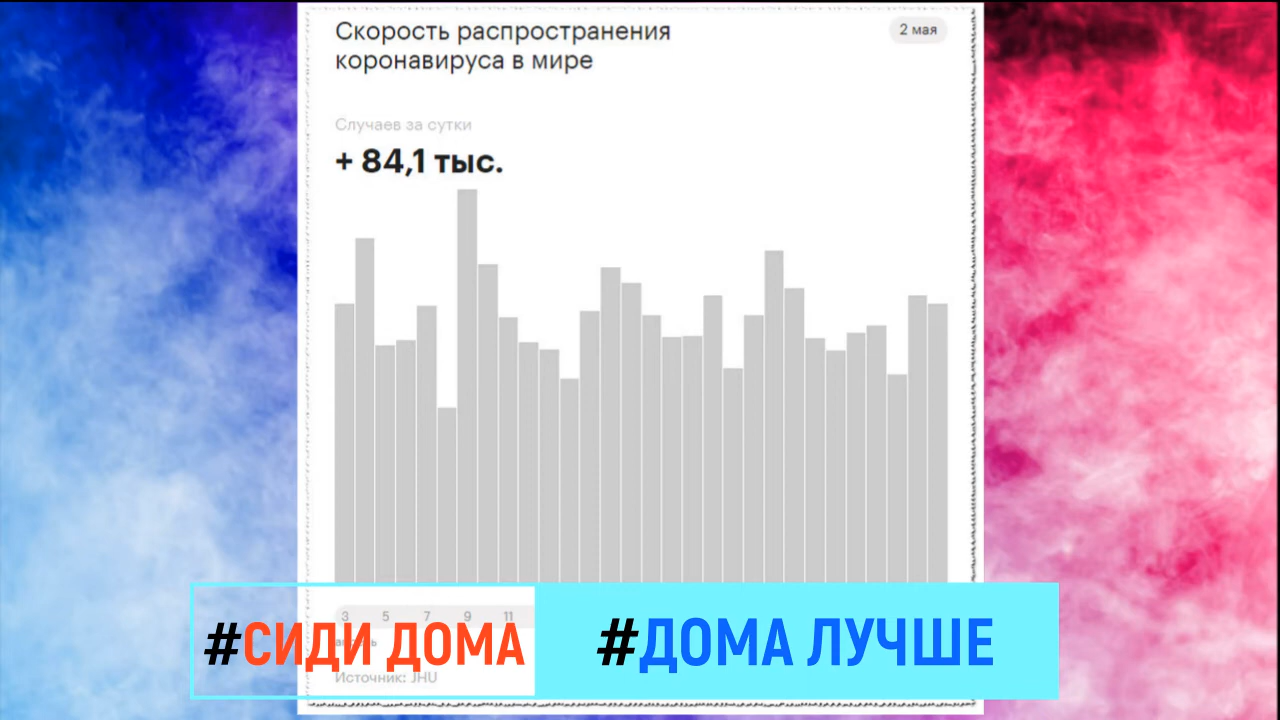 Скорость распространения
коронавируса в мире
2 мая
Случаев за сутки
+ 84,1 тыс.
3 5 7 9 11
#СИДИ ДОМА
#ДОМА ЛУЧШЕ
Источник: JHU